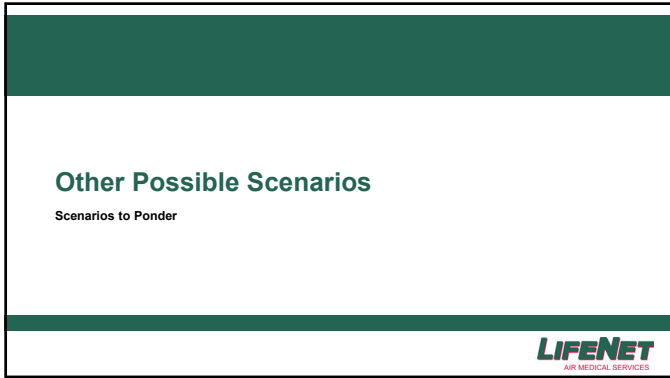 Other Possible Scenarios
Scenarios to Ponder
LIFENET
AIR MEDICAL SERVICES